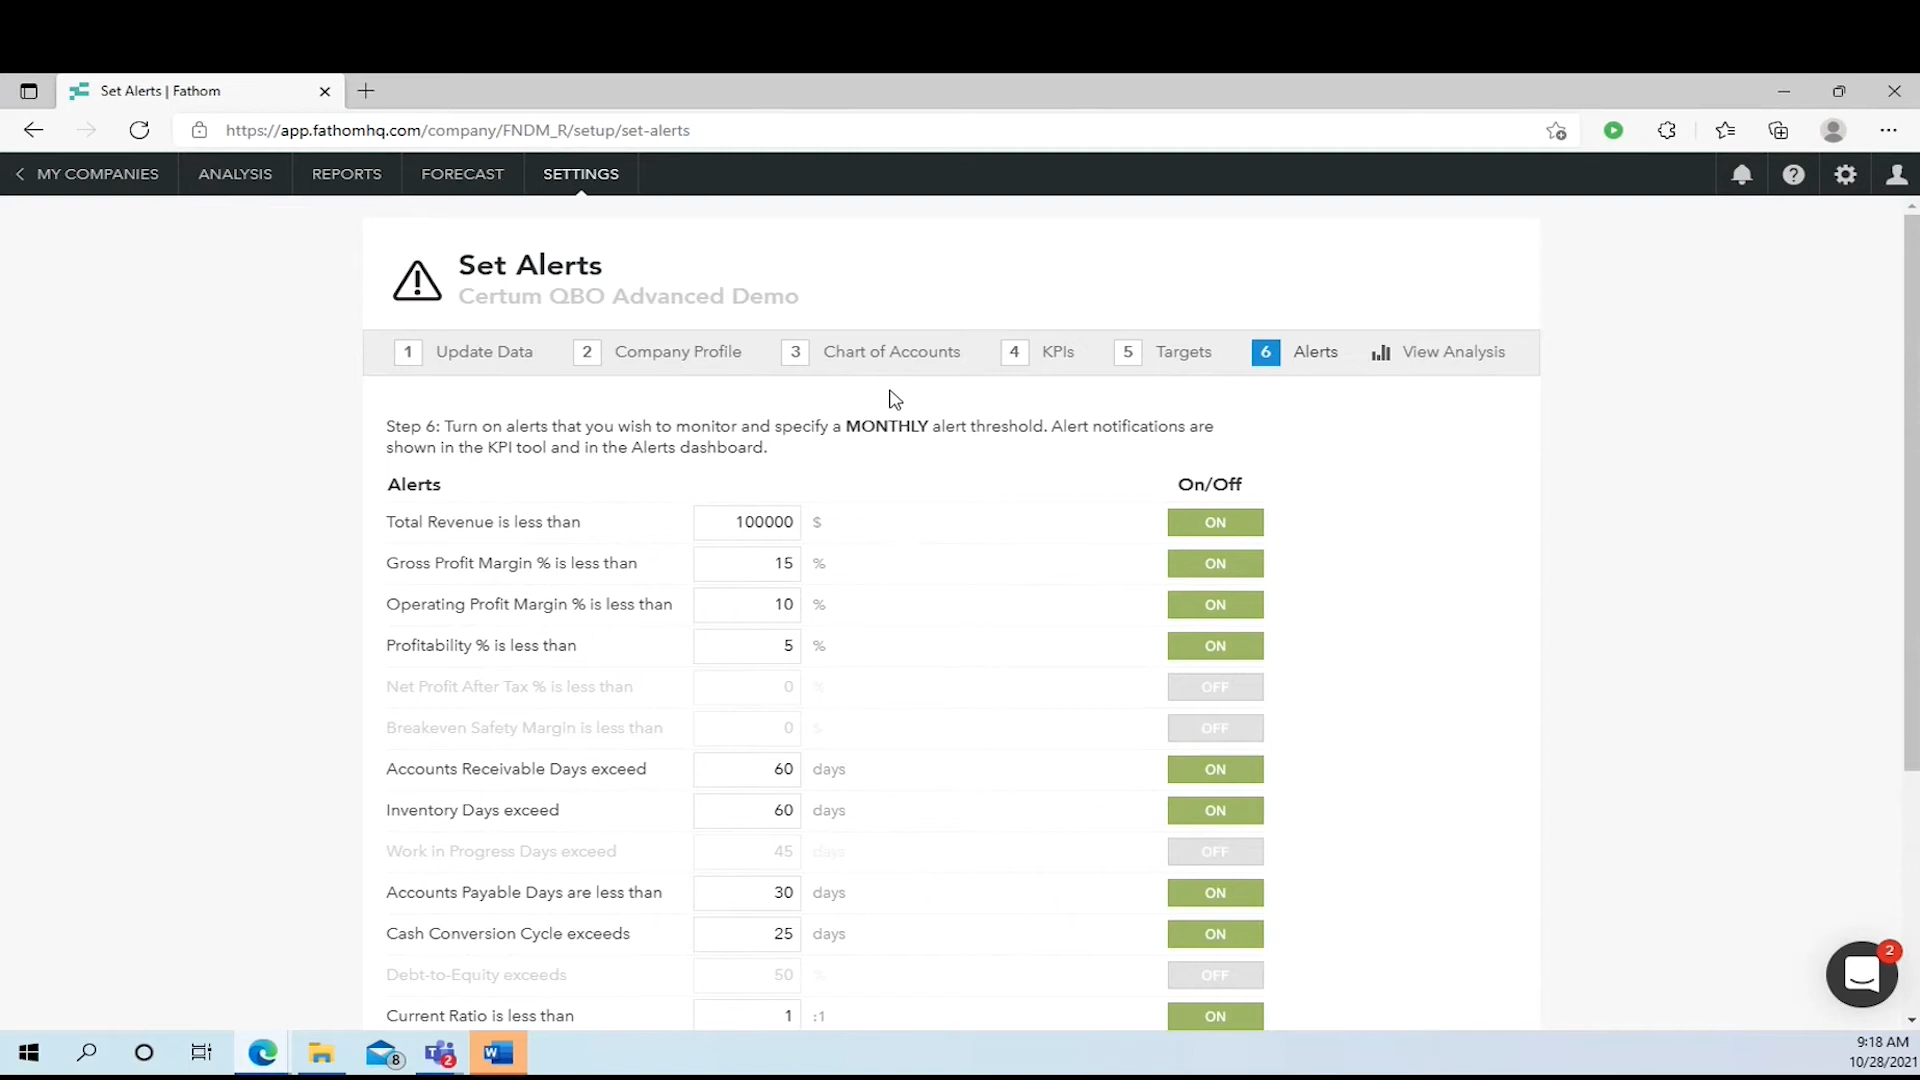 Set Alerts | Fathom
https://app.fathomhq.com/company/FNDM_R/setup/set-alerts
MY COMPANIES ANALYSIS REPORTS FORECAST SETTINGS
Set Alerts
Certum QBO Advanced Demo
1 Update Data 2 Company Profile 3 Chart of Accounts 4 KPIs 5 Targets 6 Alerts View Analysis
Step 6: Turn on alerts that you wish to monitor and specify a MONTHLY alert threshold. Alert notifications are
shown in the KPI tool and in the Alerts dashboard.
Alerts On/Off
Total Revenue is less than 100000 $ ON
Gross Profit Margin % is less than 15 % ON
Operating Profit Margin % is less than 10 % ON
Profitability % is less than 5 % ON
Net Profit After Tax % is less than 0 % OFF
Breakeven Safety Margin is less than 0 $ OFF
Accounts Receivable Days exceed 60 days ON
Inventory Days exceed 60 days ON
Work in Progress Days exceed 45 days OFF
Accounts Payable Days are less than 30 days ON
Cash Conversion Cycle exceeds 25 days ON
Debt-to-Equity exceeds 50 % OFF
Current Ratio is less than 1 :1 ON
2
8
2
9:18 AM
10/28/2021